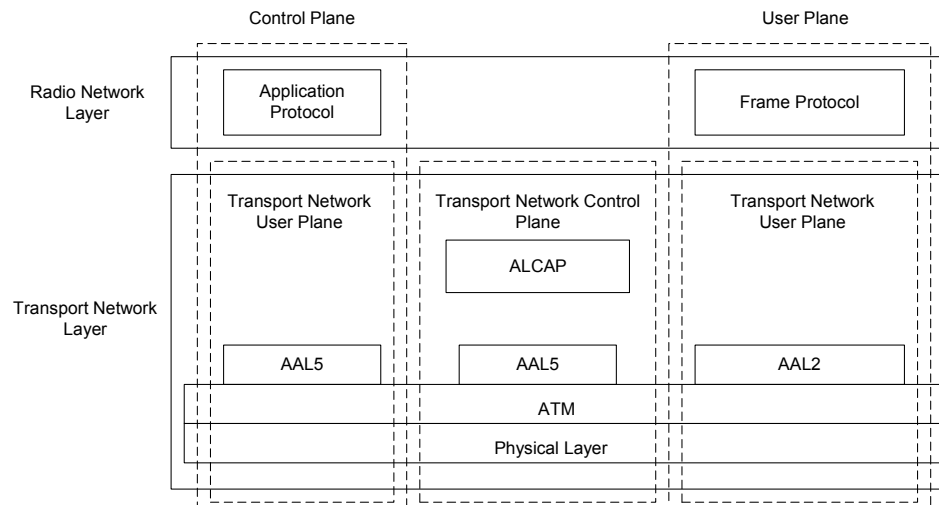 Control Plane
User Plane
Radio Network
Layer
Application
Protocol
Frame Protocol
Transport Network
User Plane
Transport Network Control
Plane
Transport Network
User Plane
ALCAP
Transport Network
Layer
AAL5
AAL5
AAL2
ATM
Physical Layer